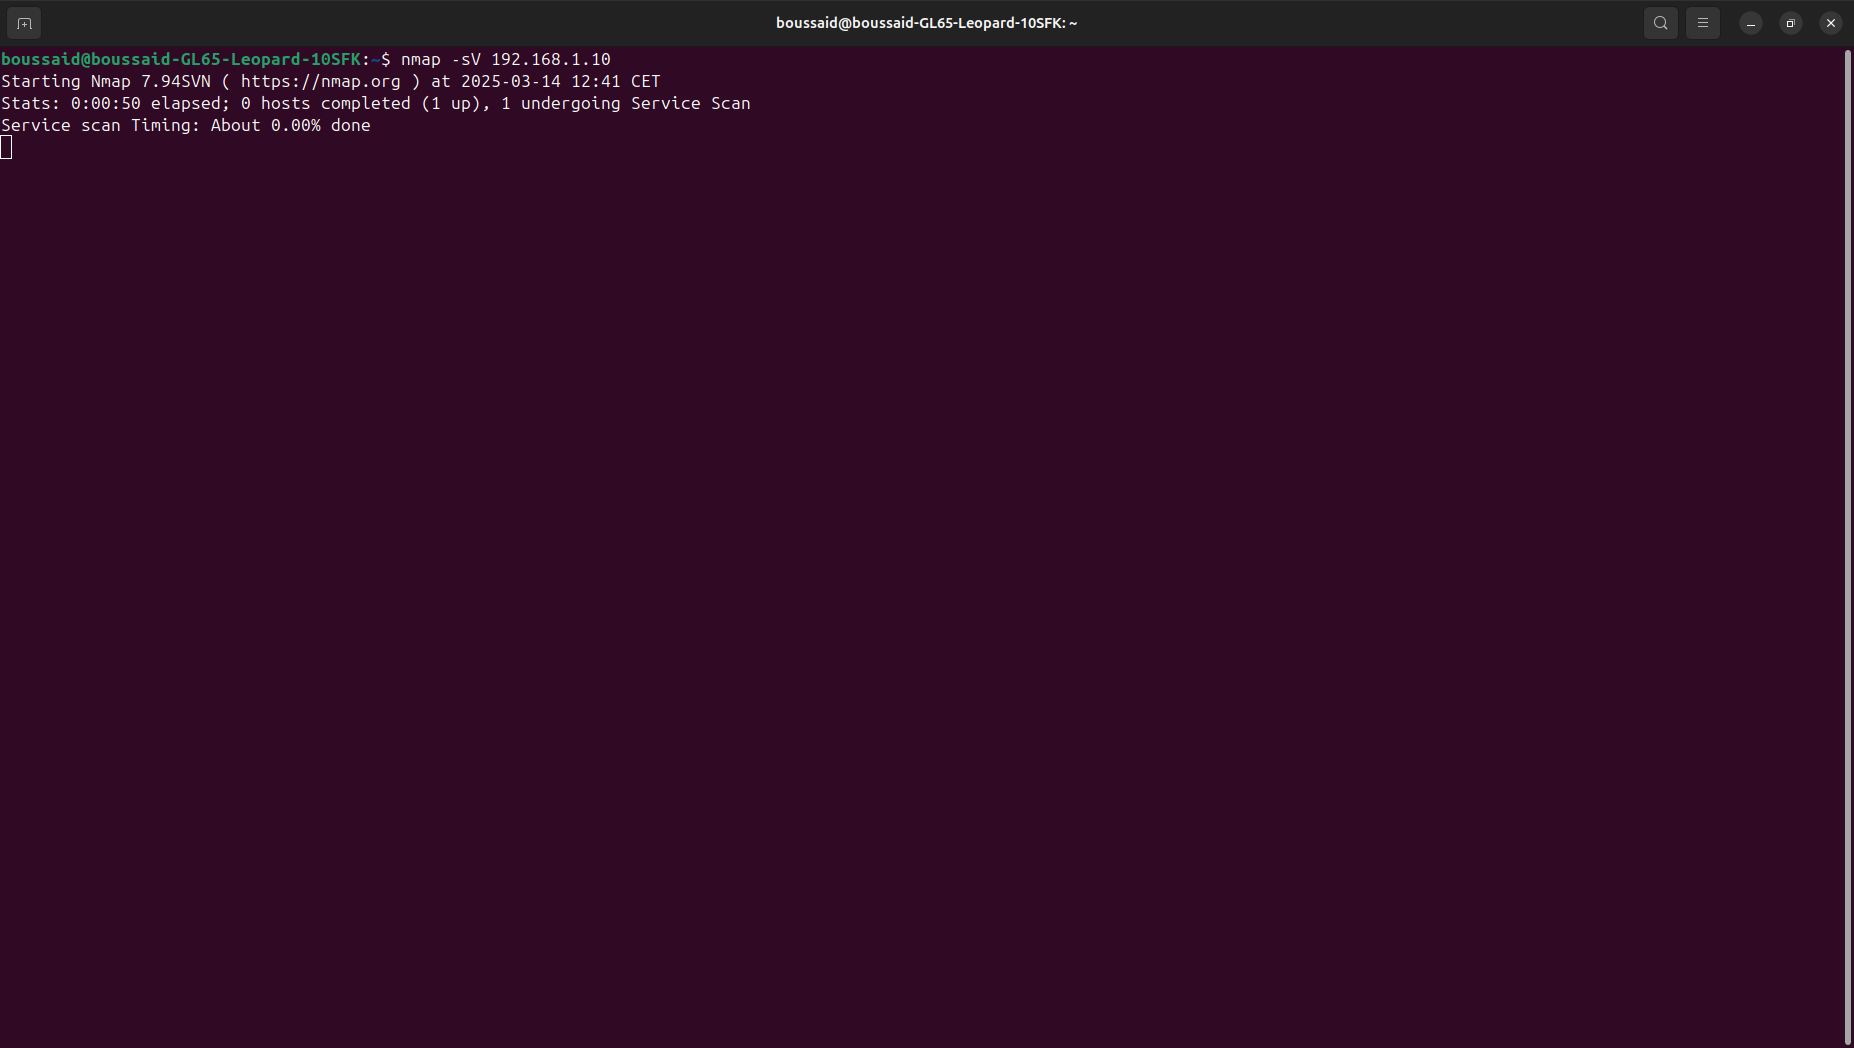 boussaid@boussaid-GL65-Leopard-10SFK: ~
boussaid@boussaid-GL65-Leopard-10SFK:~$ nmap -sV 192.168.1.10
Starting Nmap 7.94SVN ( https://nmap.org ) at 2025-03-14 12:41 CET
Stats: 0:00:50 elapsed; 0 hosts completed (1 up), 1 undergoing Service Scan
Service scan Timing: About 0.00% done